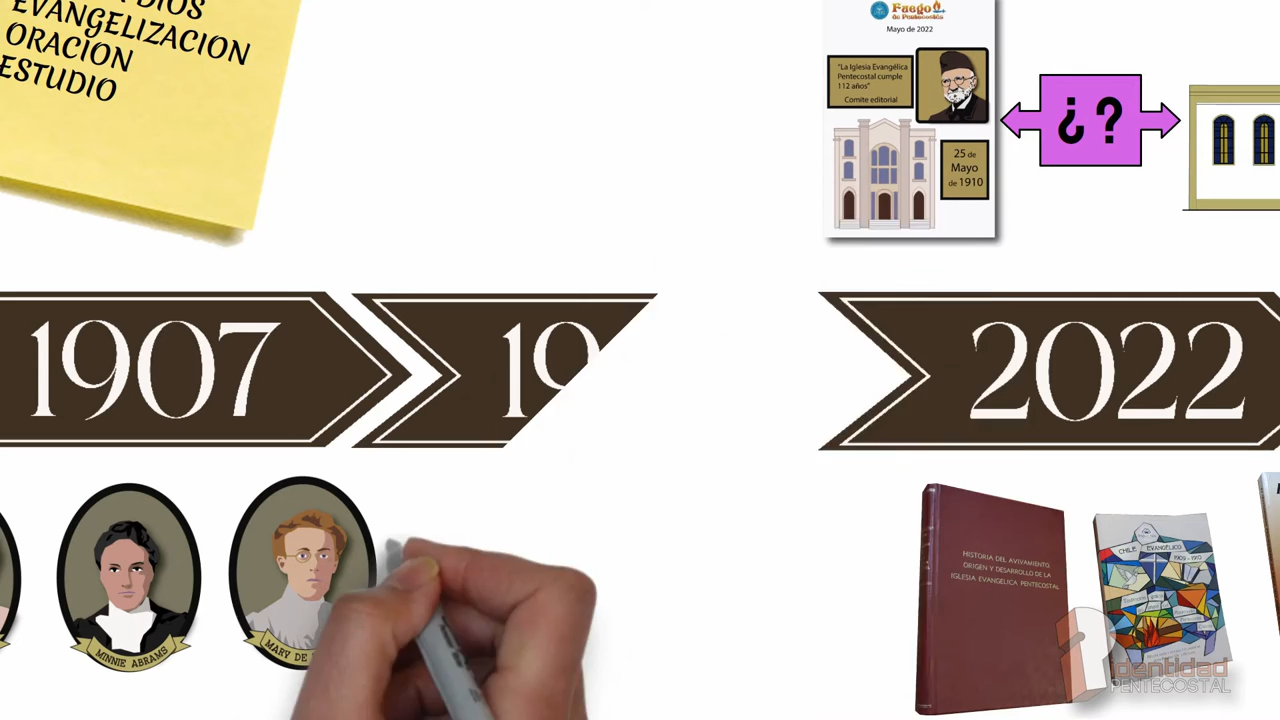 DIOS
EVANGELIZACION
ORACION
ESTUDIO
Fuego
de Pentecostés
Mayo de 2022
"La Iglesia Evangélica
Pentecostal cumple
112 años"
Comite editorial
25 de
Mayo
de 1910
¿?
1907
19
2022
MINNIE ABRAMS
MARY DE
HISTORIA DEL AVIVAMIENTO
ORIGEN Y DESARROLLO DE LA
IGLESIA EVANGELICA PENTECOSTAL
CHILE EVANGÉLICO
1909 - 1910
identidad
PENTECOSTAL